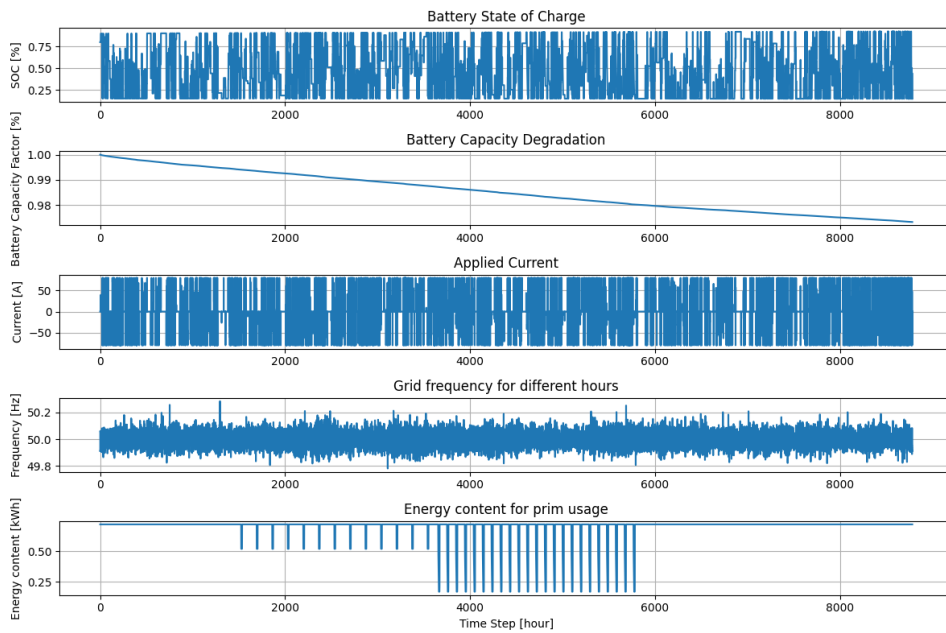 Battery State of Charge
SOC [%]
0.75
0.50
0.25
0 2000 4000 6000 8000
Battery Capacity Degradation
Battery Capacity Factor [%]
1.00
0.99
0.98
0 2000 4000 6000 8000
Applied Current
Current [A]
50
0
−50
0 2000 4000 6000 8000
Grid frequency for different hours
Frequency [Hz]
50.2
50.0
49.8
0 2000 4000 6000 8000
Energy content for prim usage
Energy content [kWh]
0.50
0.25
0 2000 4000 6000 8000
Time Step [hour]